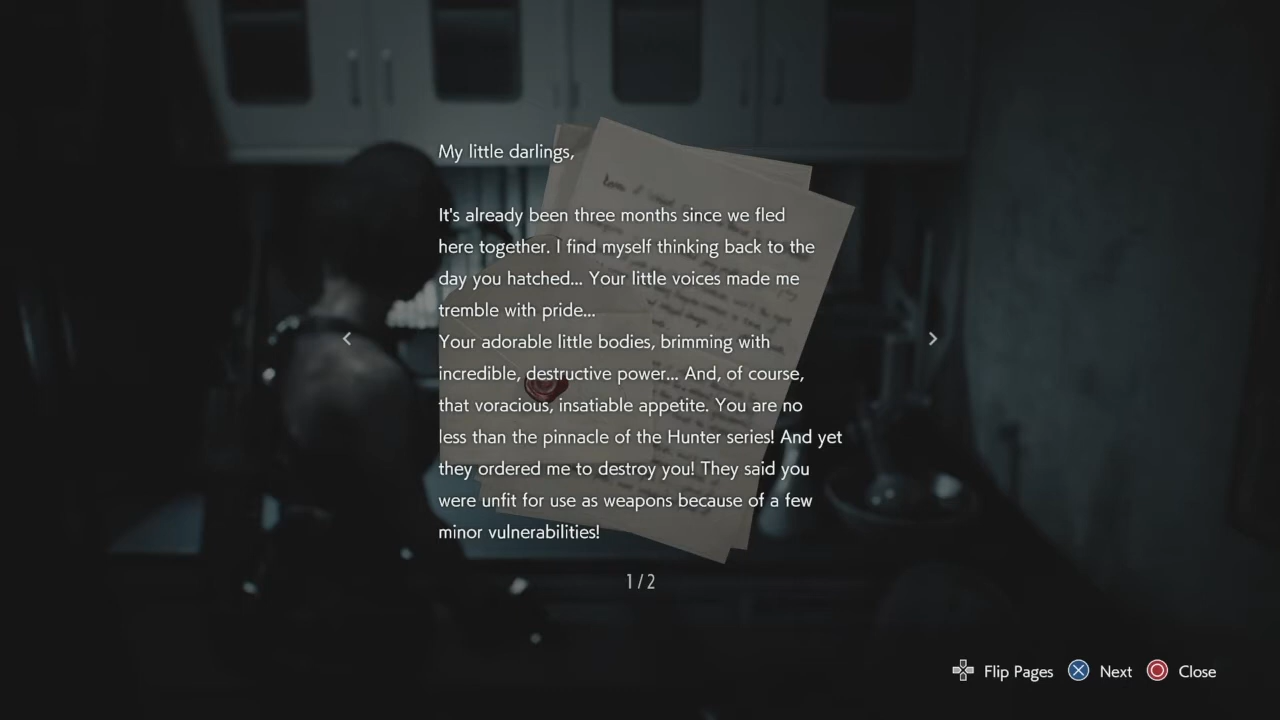 My little darlings,
It's already been three months since we fled
here together. I find myself thinking back to the
day you hatched... Your little voices made me
tremble with pride...
Your adorable little bodies, brimming with
incredible, destructive power... And, of course,
that voracious, insatiable appetite. You are no
less than the pinnacle of the Hunter series! And yet
they ordered me to destroy you! They said you
were unfit for use as weapons because of a few
minor vulnerabilities!
1/2
Flip Pages Next Close